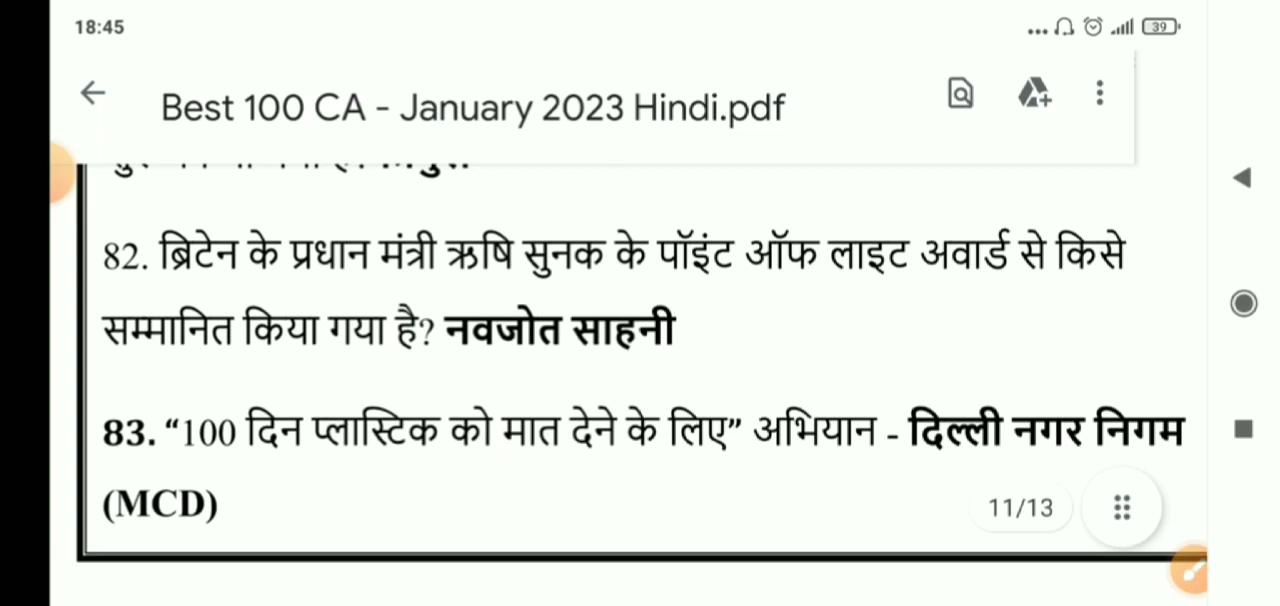 18:45
39
Best 100 CA - January 2023 Hindi.pdf
82. ब्रिटेन के प्रधान मंत्री ऋषि सुनक के पॉइंट ऑफ लाइट अवार्ड से किसे
सम्मानित किया गया है? नवजोत साहनी
83. “100 दिन प्लास्टिक को मात देने के लिए” अभियान - दिल्ली नगर निगम
(MCD)
11/13